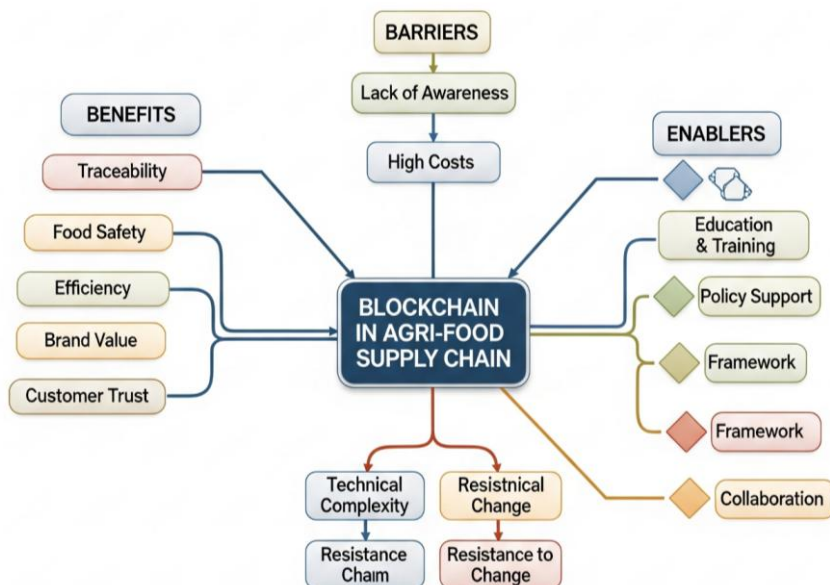 BARRIERS
Lack of Awareness
High Costs
BENEFITS
Traceability
Food Safety
Efficiency
Brand Value
Customer Trust
BLOCKCHAIN
IN AGRI-FOOD
SUPPLY CHAIN
ENABLERS
Education
& Training
Policy Support
Framework
Framework
Collaboration
Technical
Complexity
Resistnical
Change
Resistance
Chaım
Resistance to
Change